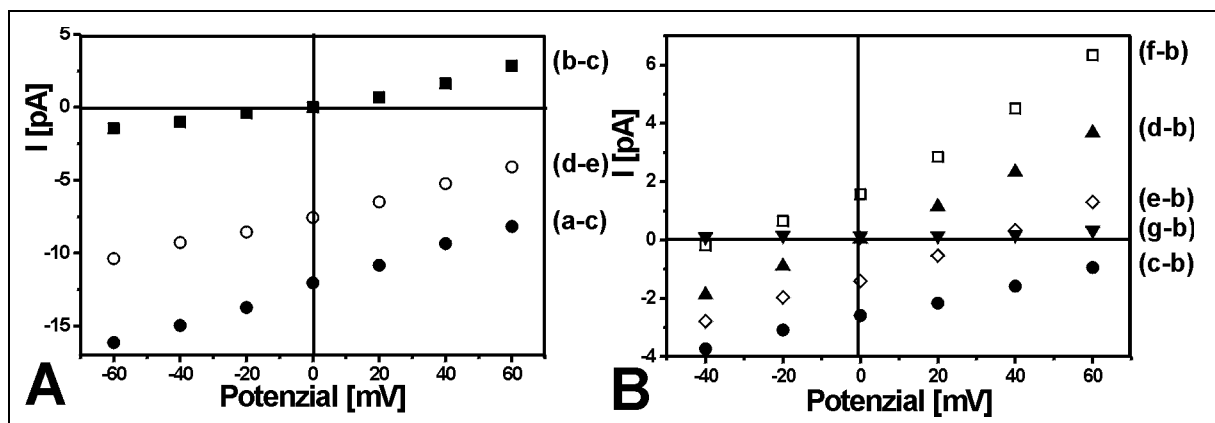 5
0
-5
-10
-15
I [pA]
-60 -40 -20 0 20 40 60
Potenzial [mV]
A
(b-c)
(d-e)
(a-c)
6
4
2
0
-2
-4
I [pA]
-40 -20 0 20 40 60
Potenzial [mV]
B
(f-b)
(d-b)
(e-b)
(g-b)
(c-b)